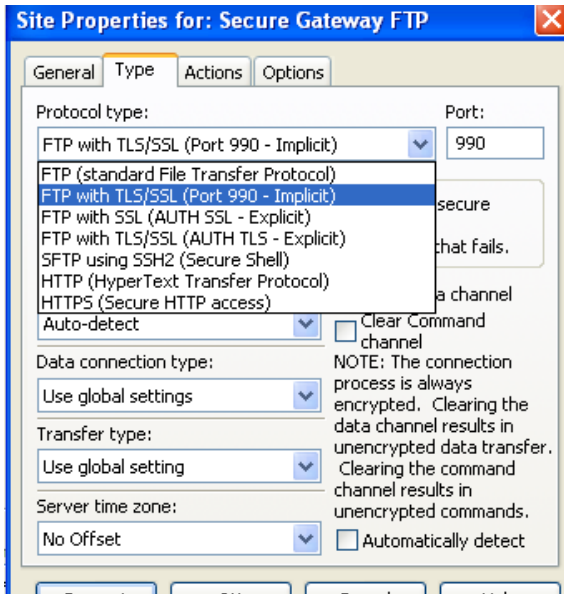 Site Properties for: Secure Gateway FTP
General Type Actions Options
Protocol type: Port:
FTP with TLS/SSL (Port 990 - Implicit) 990
FTP (standard File Transfer Protocol)
FTP with TLS/SSL (Port 990 - Implicit)
secure
FTP with SSL (AUTH SSL - Explicit)
FTP with TLS/SSL (AUTH TLS - Explicit)
that fails.
SFTP using SSH2 (Secure Shell)
HTTP (HyperText Transfer Protocol)
a channel
HTTPS (Secure HTTP access)
Auto-detect
Clear Command
channel
Data connection type:
NOTE: The connection
process is always
Use global settings
encrypted. Clearing the
data channel results in
Transfer type:
unencrypted data transfer.
Use global setting
Clearing the command
channel results in
Server time zone:
unencrypted commands.
No Offset
Automatically detect